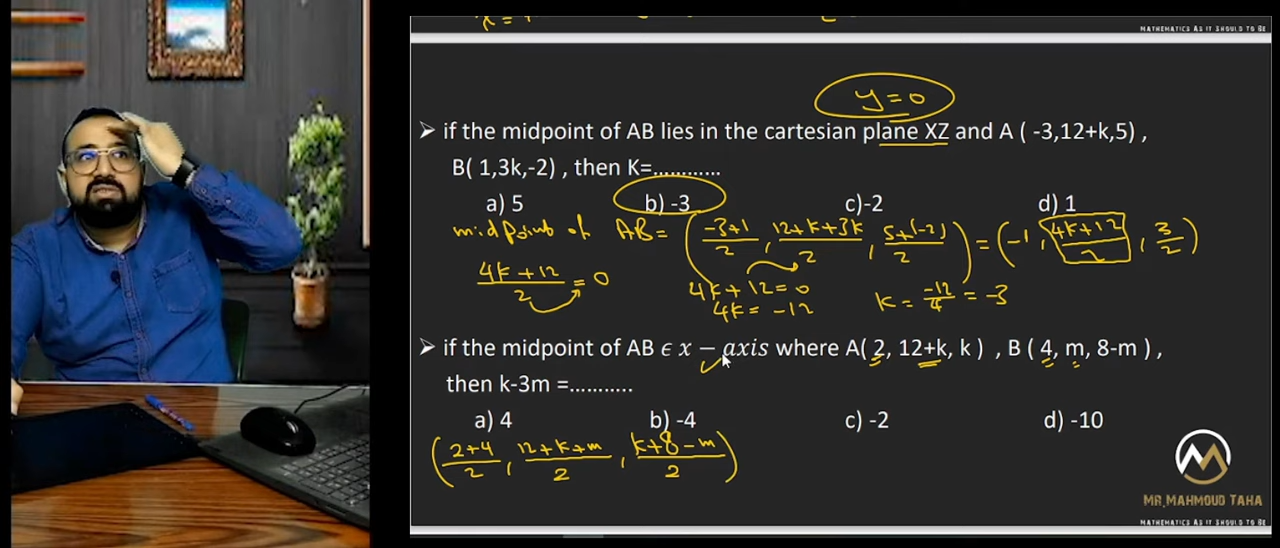 MATHEMATICS AS IT SHOULD TO BE
y = 0
➤ if the midpoint of AB lies in the cartesian plane XZ and A ( -3,12+k,5) ,
B( 1,3k,-2) , then K=............
a) 5 b) -3 c)-2 d) 1
midpoint of AB = ( -3+1/2 , 12+k+3k/2 , 5+(-2)/2 ) = ( -1 , 4k+12/2 , 3/2 )
4k+12/2 = 0 4k + 12 = 0 k = -12/4 = -3
4k = -12
➤ if the midpoint of AB ϵ x − axis where A( 2, 12+k, k) , B ( 4, m, 8-m) ,
then k-3m =...........
a) 4 b) -4 c) -2 d) -10
( 2+4/2 , 12+k+m/2 , k+8-m/2 )
MR.MAHMOUD TAHA
MATHEMATICS AS IT SHOULD TO BE